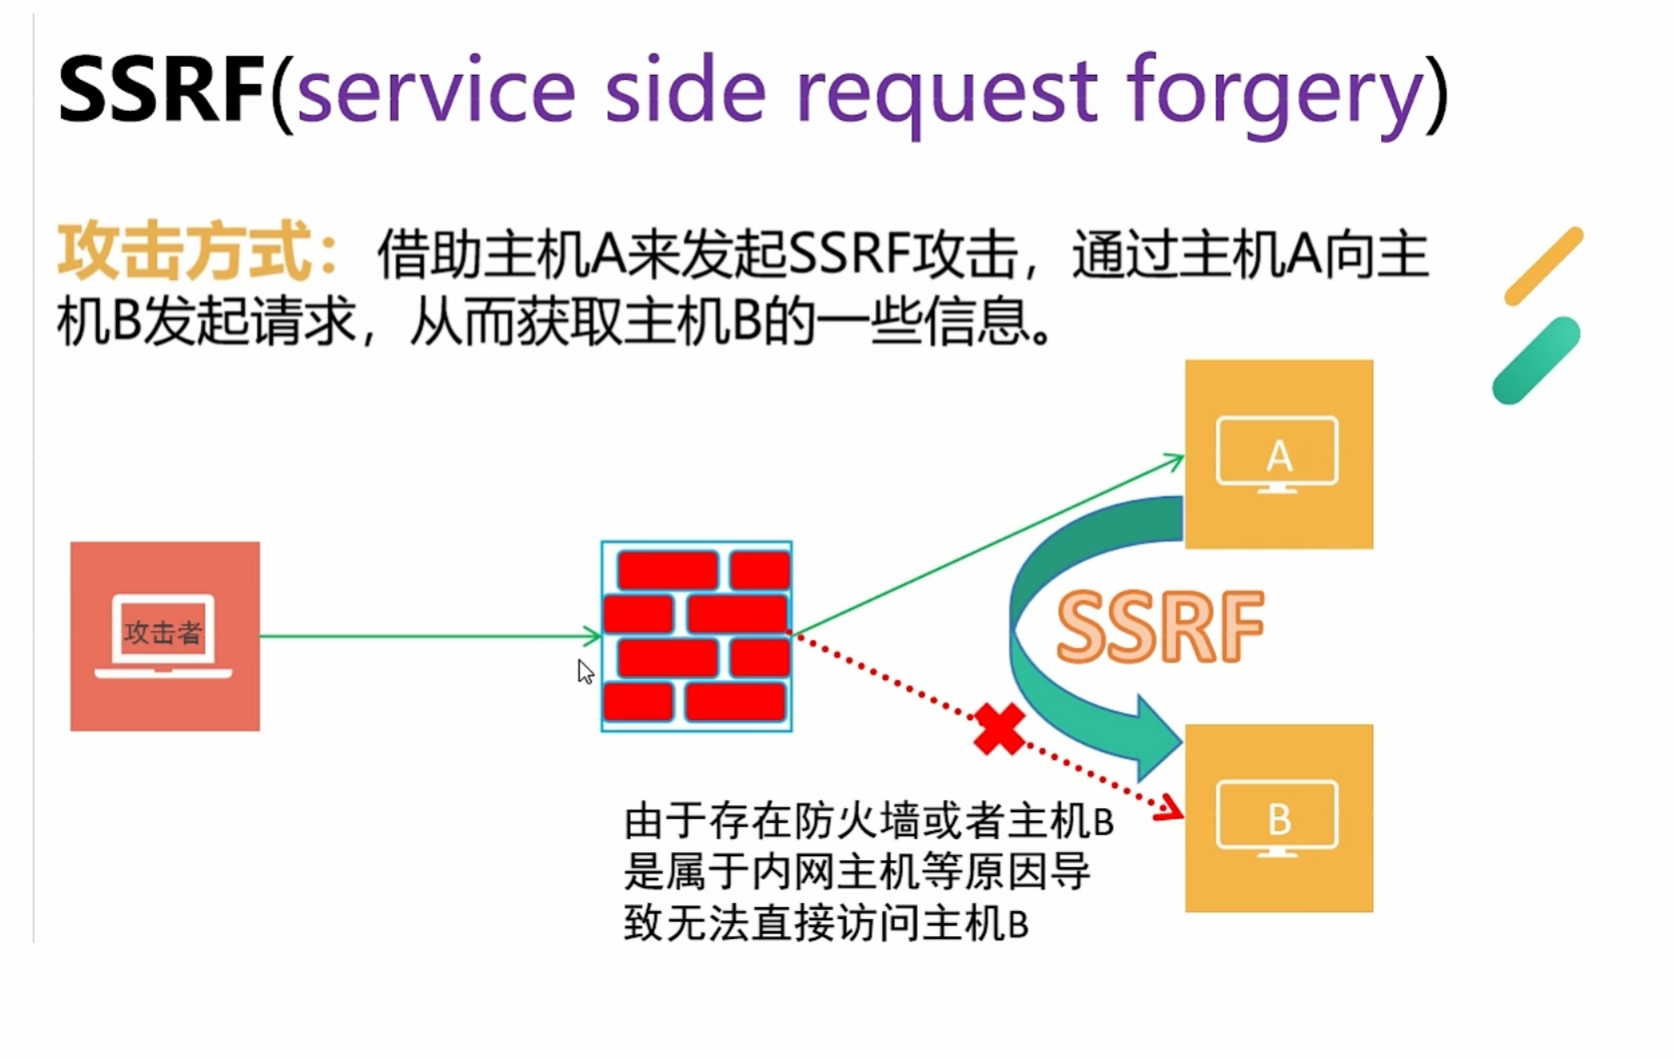 SSRF(service side request forgery)
攻击方式：借助主机A来发起SSRF攻击，通过主机A向主
机B发起请求，从而获取主机B的一些信息。
A
攻击者
SSRF
B
由于存在防火墙或者主机B
是属于内网主机等原因导
致无法直接访问主机B